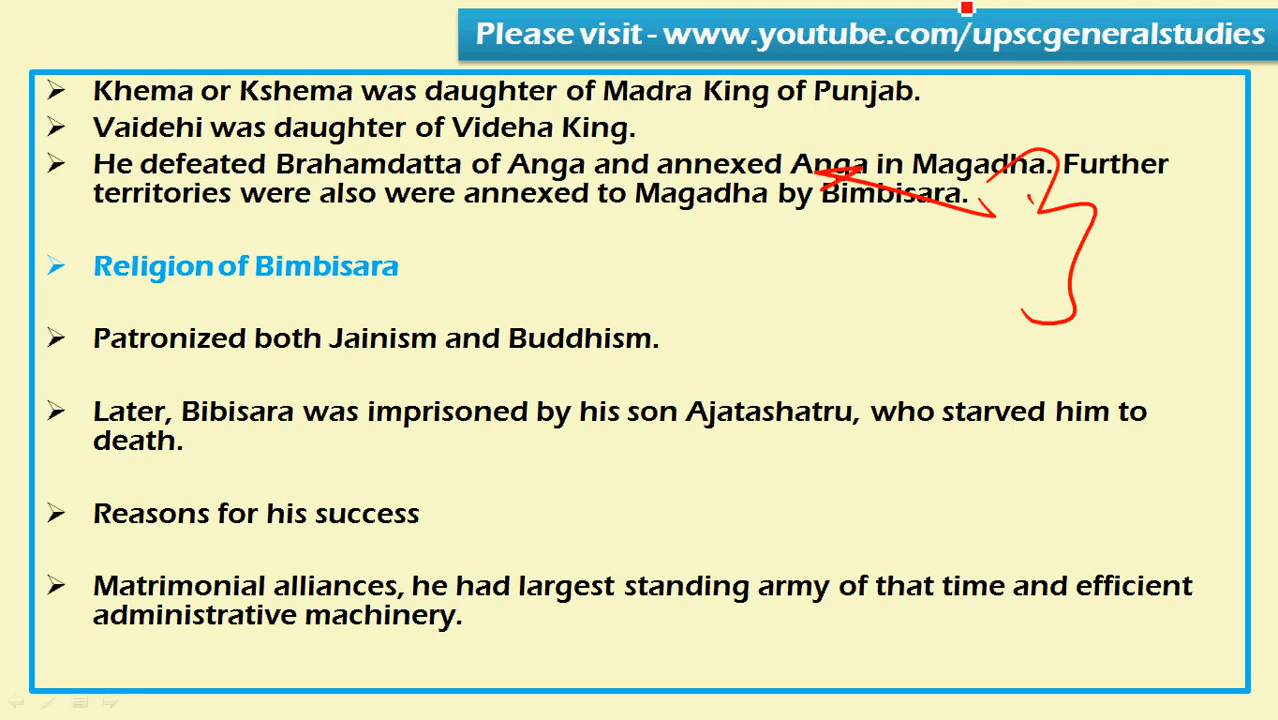 Please visit - www.youtube.com/upscgeneralstudies
Khema or Kshema was daughter of Madra King of Punjab.
Vaidehi was daughter of Videha King.
He defeated Brahamdatta of Anga and annexed Anga in Magadha. Further
territories were also were annexed to Magadha by Bimbisara.
Religion of Bimbisara
Patronized both Jainism and Buddhism.
Later, Bibisara was imprisoned by his son Ajatashatru, who starved him to
death.
Reasons for his success
Matrimonial alliances, he had largest standing army of that time and efficient
administrative machinery.